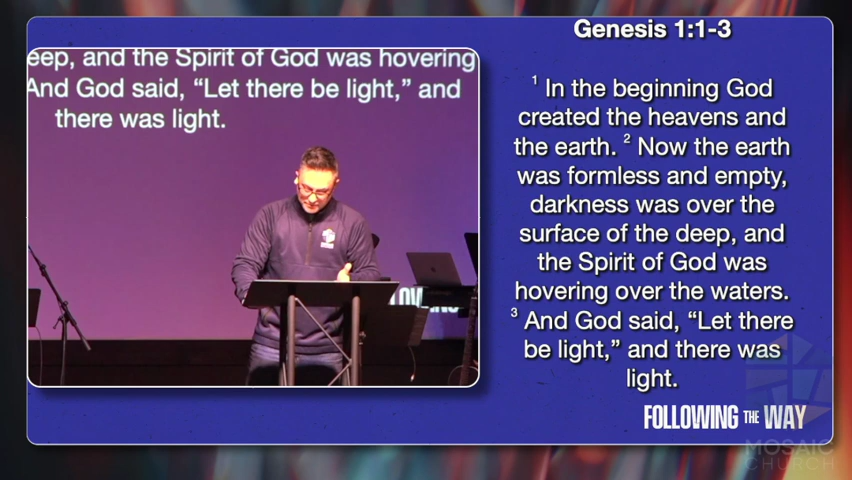 eep, and the Spirit of God was hovering
And God said, “Let there be light,” and
there was light.
Genesis 1:1-3
1 In the beginning God
created the heavens and
the earth. 2 Now the earth
was formless and empty,
darkness was over the
surface of the deep, and
the Spirit of God was
hovering over the waters.
3 And God said, “Let there
be light,” and there was
light.
FOLLOWING THE WAY
MOSAIC
CHURCH